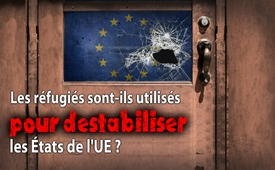 Les réfugiés sont-ils utilisés
pour destabiliser
les États de l'UE ?